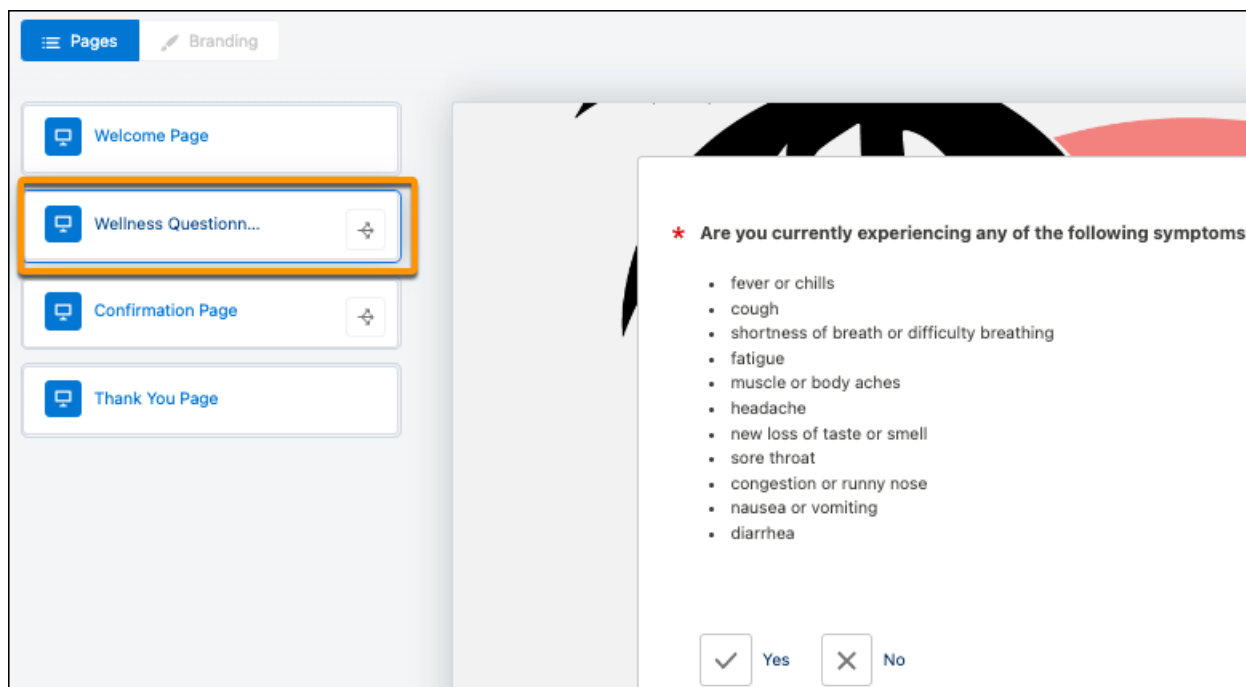 Pages
Branding
Welcome Page
Wellness Questionn...
Confirmation Page
Thank You Page
* Are you currently experiencing any of the following symptoms
• fever or chills
• cough
• shortness of breath or difficulty breathing
• fatigue
• muscle or body aches
• headache
• new loss of taste or smell
• sore throat
• congestion or runny nose
• nausea or vomiting
• diarrhea
Yes
No